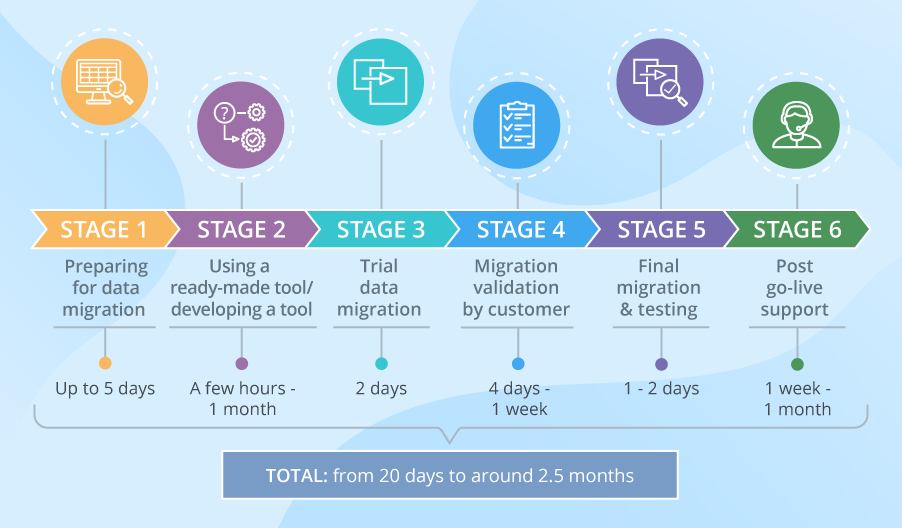 STAGE 1
STAGE 2
STAGE 3
STAGE 4
STAGE 5
STAGE 6
Preparing
for data
migration
Using a
ready-made tool/
developing a tool
Trial
data
migration
Migration
validation
by customer
Final
migration
& testing
Post
go-live
support
Up to 5 days
A few hours -
1 month
2 days
4 days -
1 week
1 - 2 days
1 week -
1 month
TOTAL: from 20 days to around 2.5 months